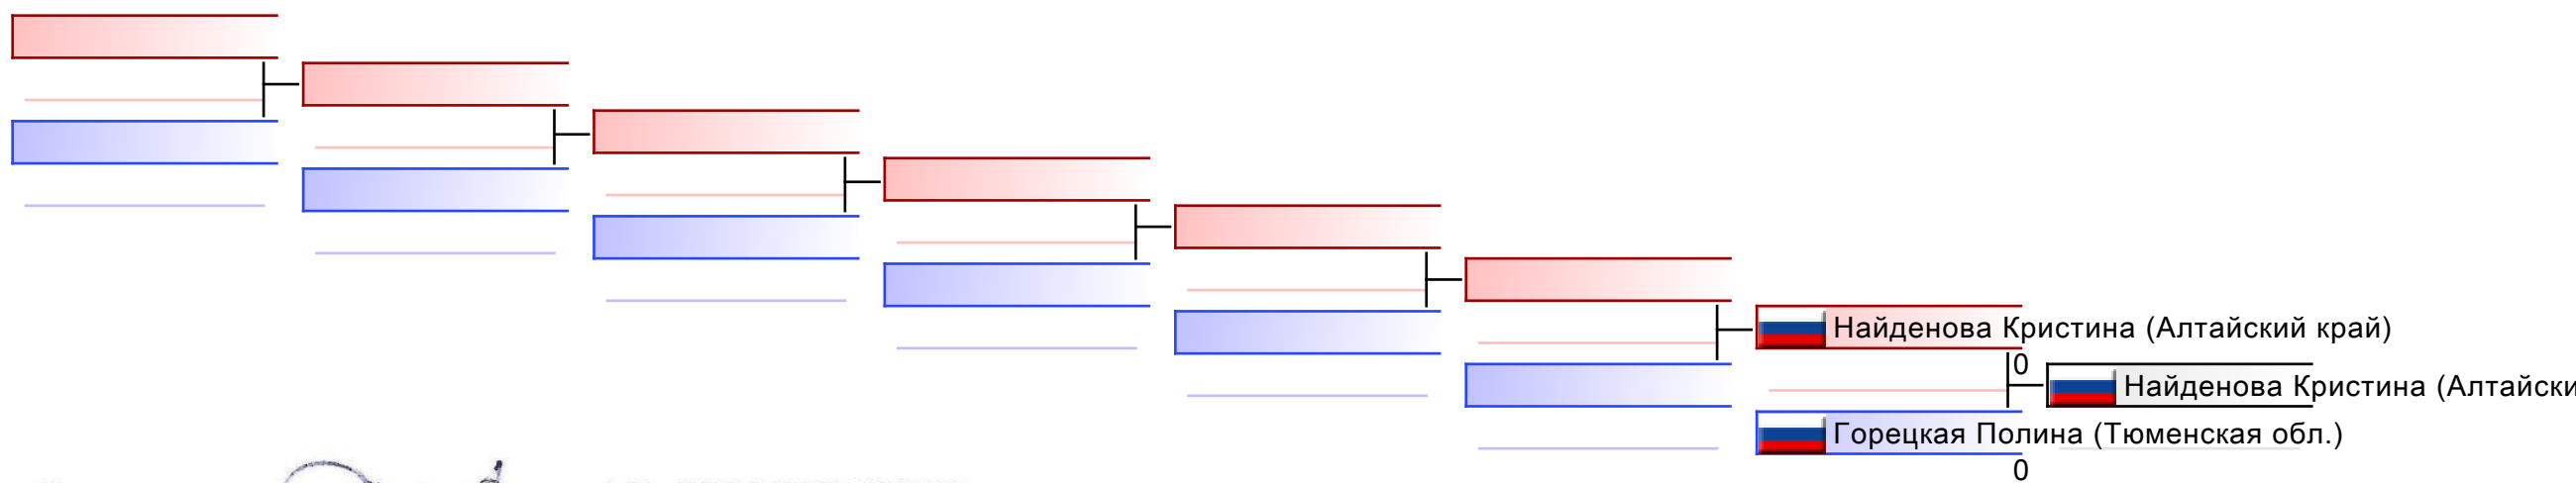 Найденова Кристина (Алтайский край)
0
Найденова Кристина (Алтайски
Горецкая Полина (Тюменская обл.)
0